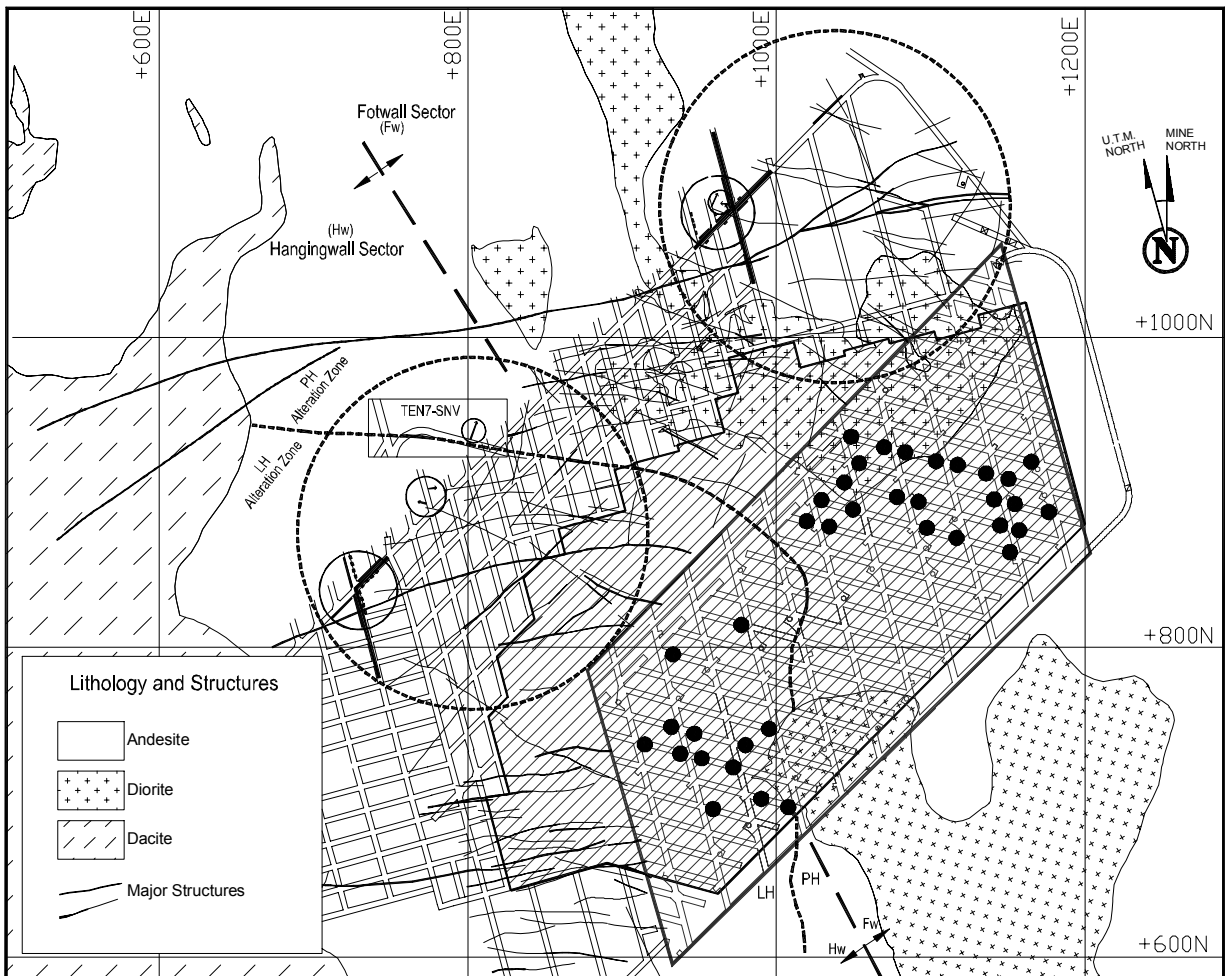 +600E
+800E
+1000E
+1200E
Fotwall Sector
(Fw)
(Hw)
Hangingwall Sector
U.T.M.
NORTH
MINE
NORTH
N
+1000N
PH
Alteration Zone
LH
Alteration Zone
TEN7-SNV
+800N
Lithology and Structures
Andesite
Diorite
Dacite
Major Structures
LH
PH
Fw
Hw
+600N